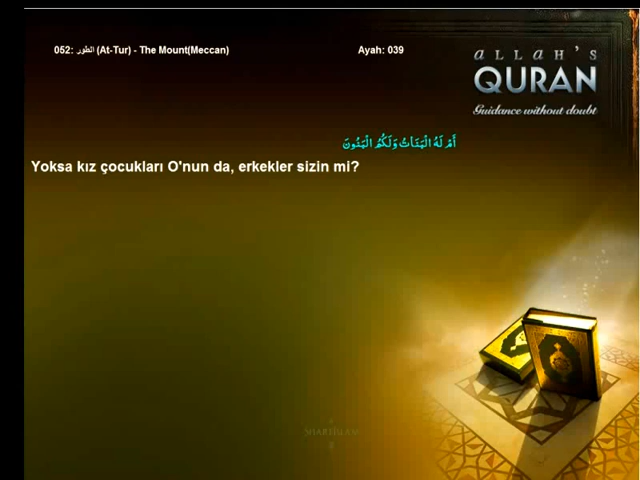 052: الطور (At-Tur) - The Mount(Meccan) Ayah: 039
ALLAH'S
QURAN
Guidance without doubt
أَمْ لَهُ الْبَنَاتُ وَلَكُمُ الْبَنُونَ
Yoksa kız çocukları O'nun da, erkekler sizin mi?